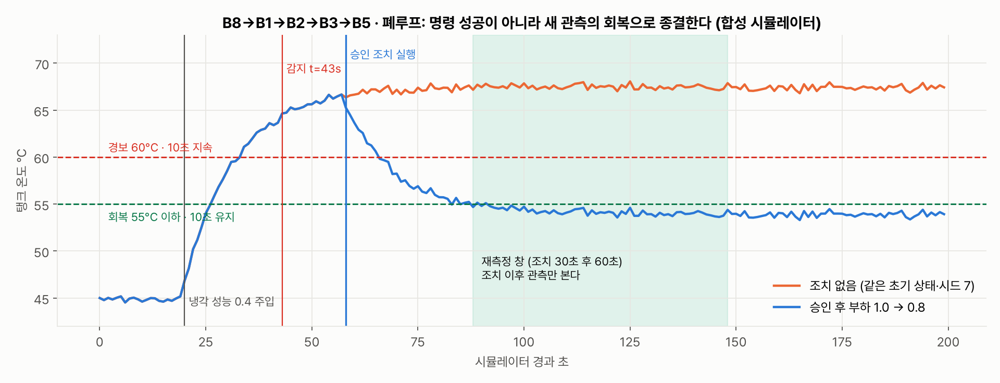 B8→B1→B2→B3→B5 · 폐루프: 명령 성공이 아니라 새 관측의 회복으로 종결한다 (합성 시뮬레이터)
승인 조치 실행
감지 t=43s
경보 60°C · 10초 지속
회복 55°C 이하 · 10초 유지
냉각 성능 0.4 주입
재측정 창 (조치 30초 후 60초)
조치 이후 관측만 본다
조치 없음 (같은 초기 상태·시드 7)
승인 후 부하 1.0 → 0.8
탱크 온도 °C
70
65
60
55
50
45
0 25 50 75 100 125 150 175 200
시뮬레이터 경과 초